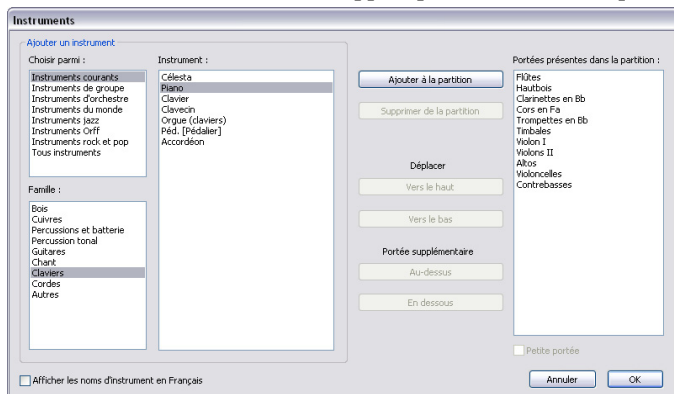 Instruments
Ajouter un instrument
Choisir parmi :
Instruments courants
Instruments de groupe
Instruments d'orchestre
Instruments du monde
Instruments jazz
Instruments Orff
Instruments rock et pop
Tous instruments
Famille :
Bois
Cuivres
Percussions et batterie
Percussion tonal
Guitares
Chant
Claviers
Cordes
Autres
Instrument :
Célesta
Piano
Clavier
Clavecin
Orgue (claviers)
Péd. [Pédalier]
Accordéon
Ajouter à la partition
Supprimer de la partition
Déplacer
Vers le haut
Vers le bas
Portée supplémentaire
Au-dessus
En dessous
Portées présentes dans la partition :
Flûtes
Hautbois
Clarinettes en Bb
Cors en Fa
Trompettes en Bb
Timbales
Violon I
Violons II
Altos
Violoncelles
Contrebasses
Petite portée
Afficher les noms d'instrument en Français
Annuler
OK